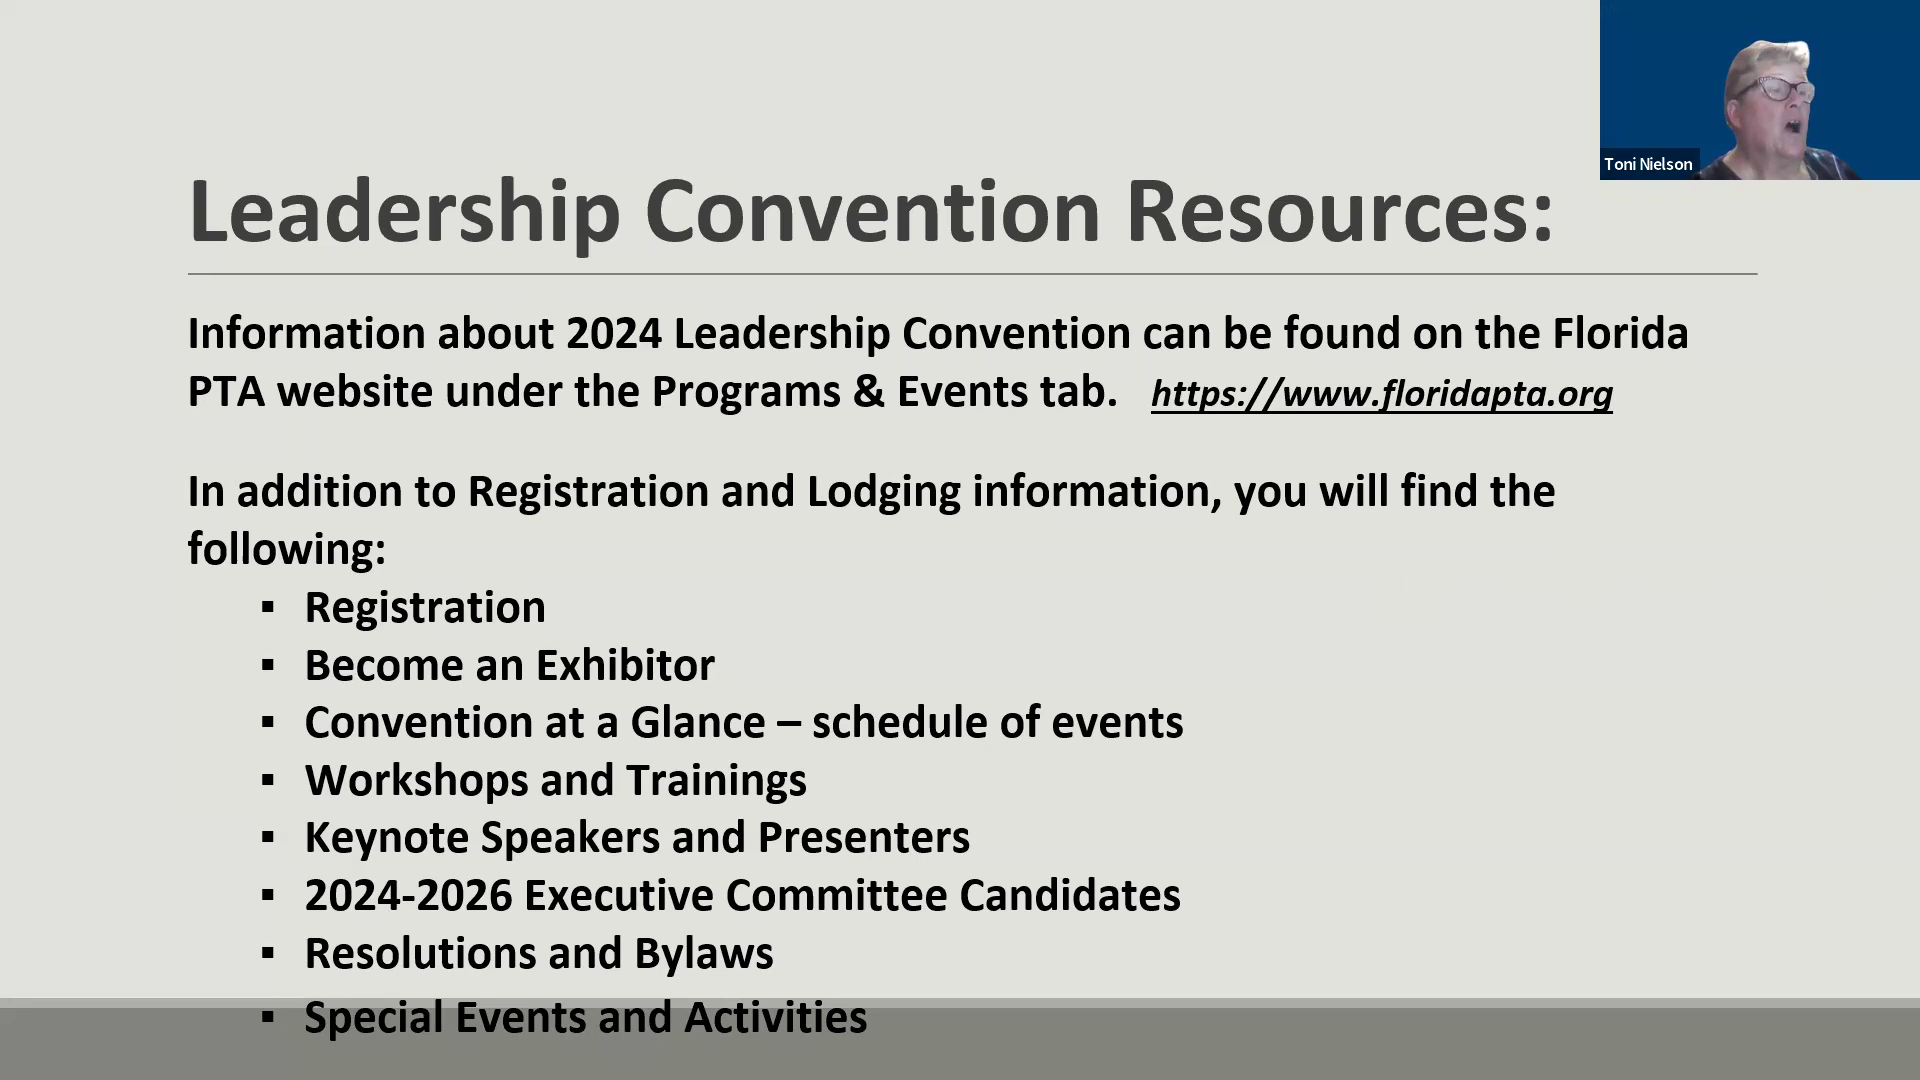 Toni Nielson
Leadership Convention Resources:
Information about 2024 Leadership Convention can be found on the Florida
PTA website under the Programs & Events tab. https://www.floridapta.org
In addition to Registration and Lodging information, you will find the
following:
▪ Registration
▪ Become an Exhibitor
▪ Convention at a Glance – schedule of events
▪ Workshops and Trainings
▪ Keynote Speakers and Presenters
▪ 2024-2026 Executive Committee Candidates
▪ Resolutions and Bylaws
▪ Special Events and Activities